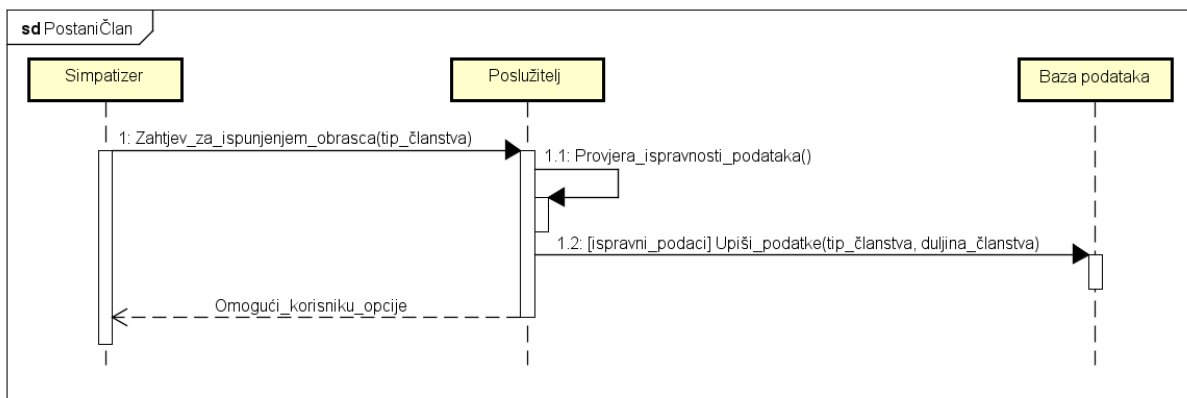 sd PostaniČlan
Simpatizer
Poslužitelj
Baza podataka
1: Zahtjev_za_ispunjenjem_obrasca(tip_članstva)
1.1: Provjera_ispravnosti_podataka()
1.2: [ispravni_podaci] Upiši_podatke(tip_članstva, duljina_članstva)
Omogući_korisniku_opcije